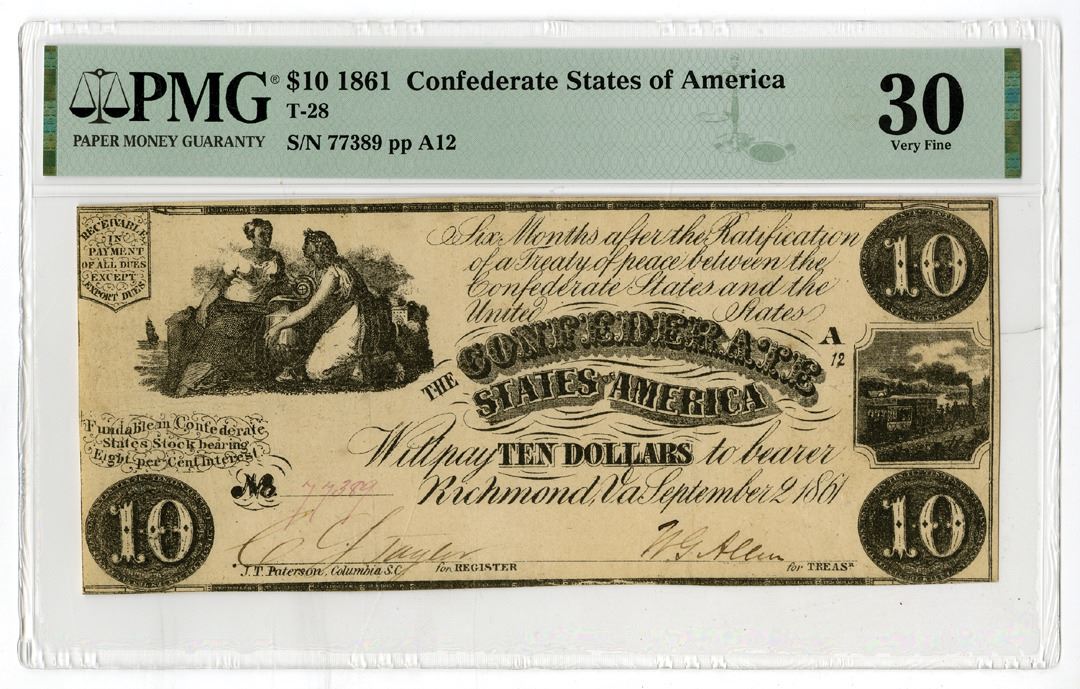 PMG® $10 1861 Confederate States of America
T-28
PAPER MONEY GUARANTY S/N 77389 pp A12
30
Very Fine
RECEIVABLE
IN
PAYMENT
OF ALL DUES
EXCEPT
EXPORT DUES
Six Months after the Ratification
of a Treaty of peace between the
Confederate States and the
United States
10
A
12
THE CONFEDERATE
STATES OF AMERICA
Fundable in Confederate
States Stock bearing
Eight per Cent Interest
Will pay TEN DOLLARS to bearer
No 77389
Richmond, Va September 2 1861
10
10
C J Taylor
W G Allen
J. T. Paterson, Columbia S.C.
for REGISTER
for TREASR